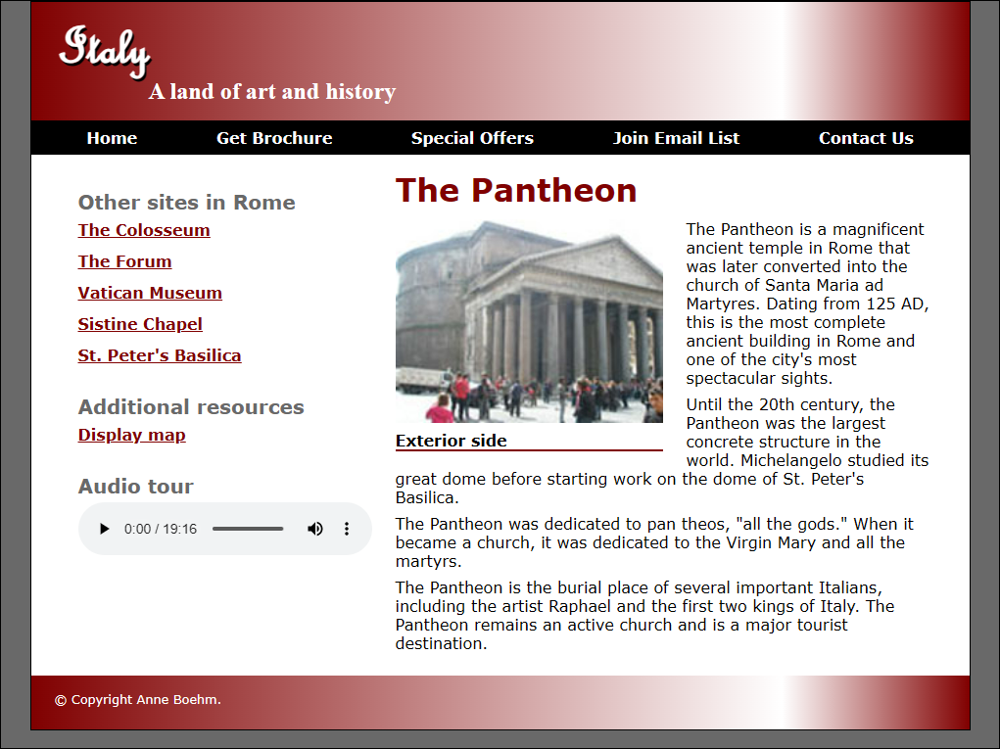 Italy
A land of art and history
Home Get Brochure Special Offers Join Email List Contact Us
Other sites in Rome
The Colosseum
The Forum
Vatican Museum
Sistine Chapel
St. Peter's Basilica
Additional resources
Display map
Audio tour
0:00 / 19:16
The Pantheon
Exterior side
The Pantheon is a magnificent
ancient temple in Rome that
was later converted into the
church of Santa Maria ad
Martyres. Dating from 125 AD,
this is the most complete
ancient building in Rome and
one of the city's most
spectacular sights.
Until the 20th century, the
Pantheon was the largest
concrete structure in the
world. Michelangelo studied its
great dome before starting work on the dome of St. Peter's
Basilica.
The Pantheon was dedicated to pan theos, "all the gods." When it
became a church, it was dedicated to the Virgin Mary and all the
martyrs.
The Pantheon is the burial place of several important Italians,
including the artist Raphael and the first two kings of Italy. The
Pantheon remains an active church and is a major tourist
destination.
© Copyright Anne Boehm.